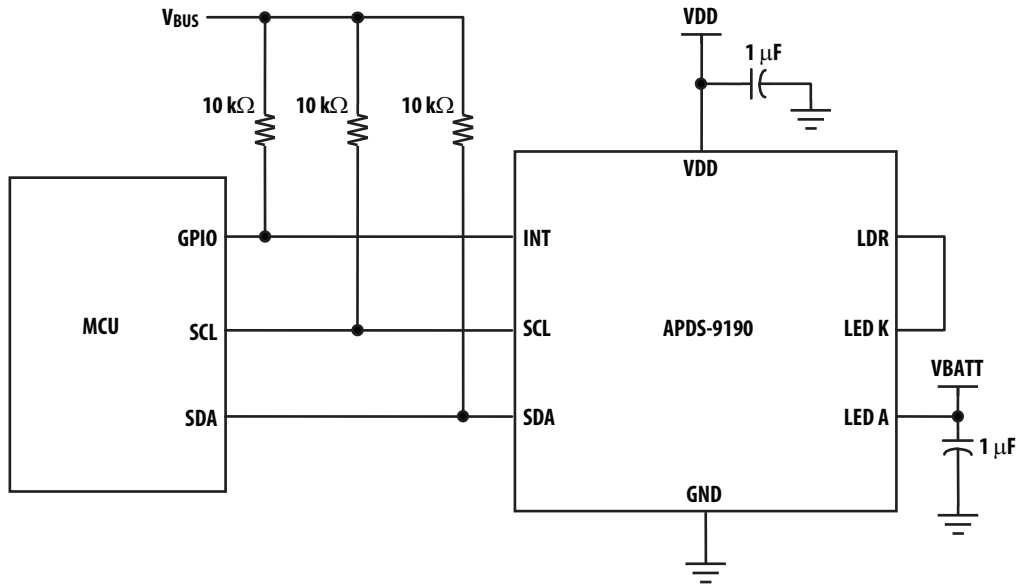 VBUS
VDD
1 µF
10 kΩ 10 kΩ 10 kΩ
VDD
GPIO INT LDR
MCU SCL SCL APDS-9190 LED K
VBATT
SDA SDA LED A
1 µF
GND